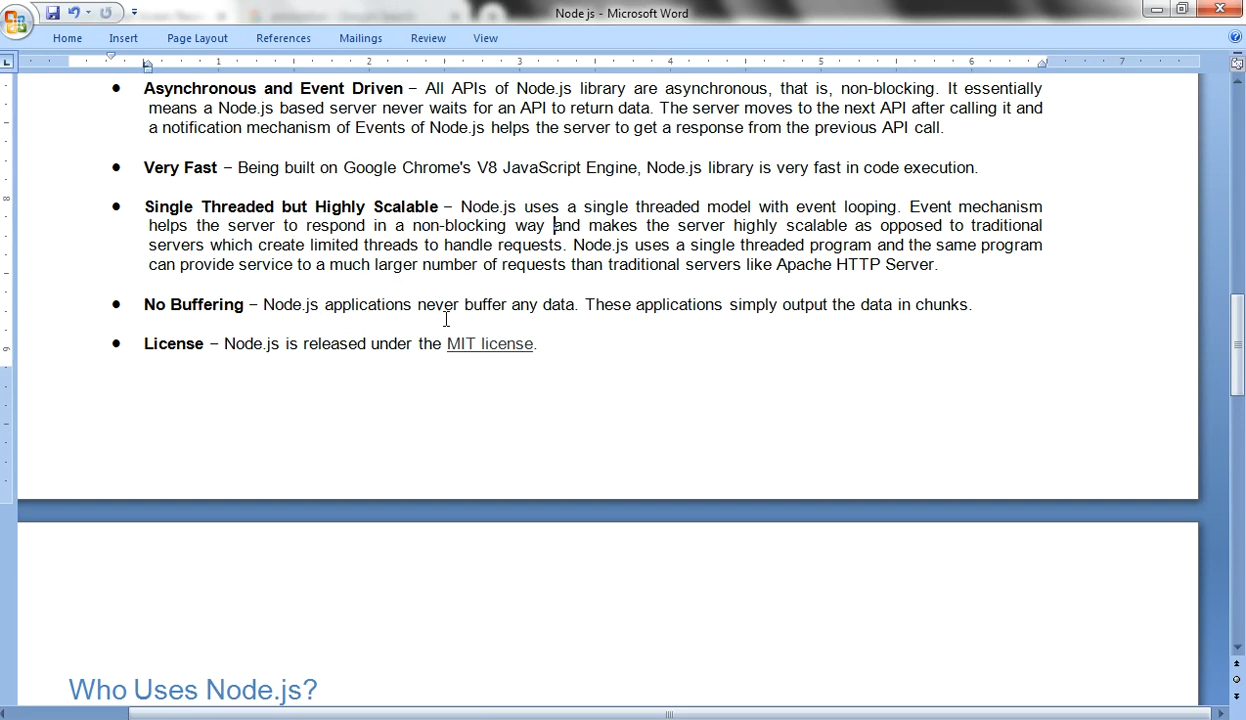 Node js - Microsoft Word
Home Insert Page Layout References Mailings Review View
1 2 3 4 5 6 7
● Asynchronous and Event Driven − All APIs of Node.js library are asynchronous, that is, non-blocking. It essentially
means a Node.js based server never waits for an API to return data. The server moves to the next API after calling it and
a notification mechanism of Events of Node.js helps the server to get a response from the previous API call.
● Very Fast − Being built on Google Chrome's V8 JavaScript Engine, Node.js library is very fast in code execution.
● Single Threaded but Highly Scalable − Node.js uses a single threaded model with event looping. Event mechanism
helps the server to respond in a non-blocking way and makes the server highly scalable as opposed to traditional
servers which create limited threads to handle requests. Node.js uses a single threaded program and the same program
can provide service to a much larger number of requests than traditional servers like Apache HTTP Server.
● No Buffering − Node.js applications never buffer any data. These applications simply output the data in chunks.
● License − Node.js is released under the MIT license.
Who Uses Node.js?